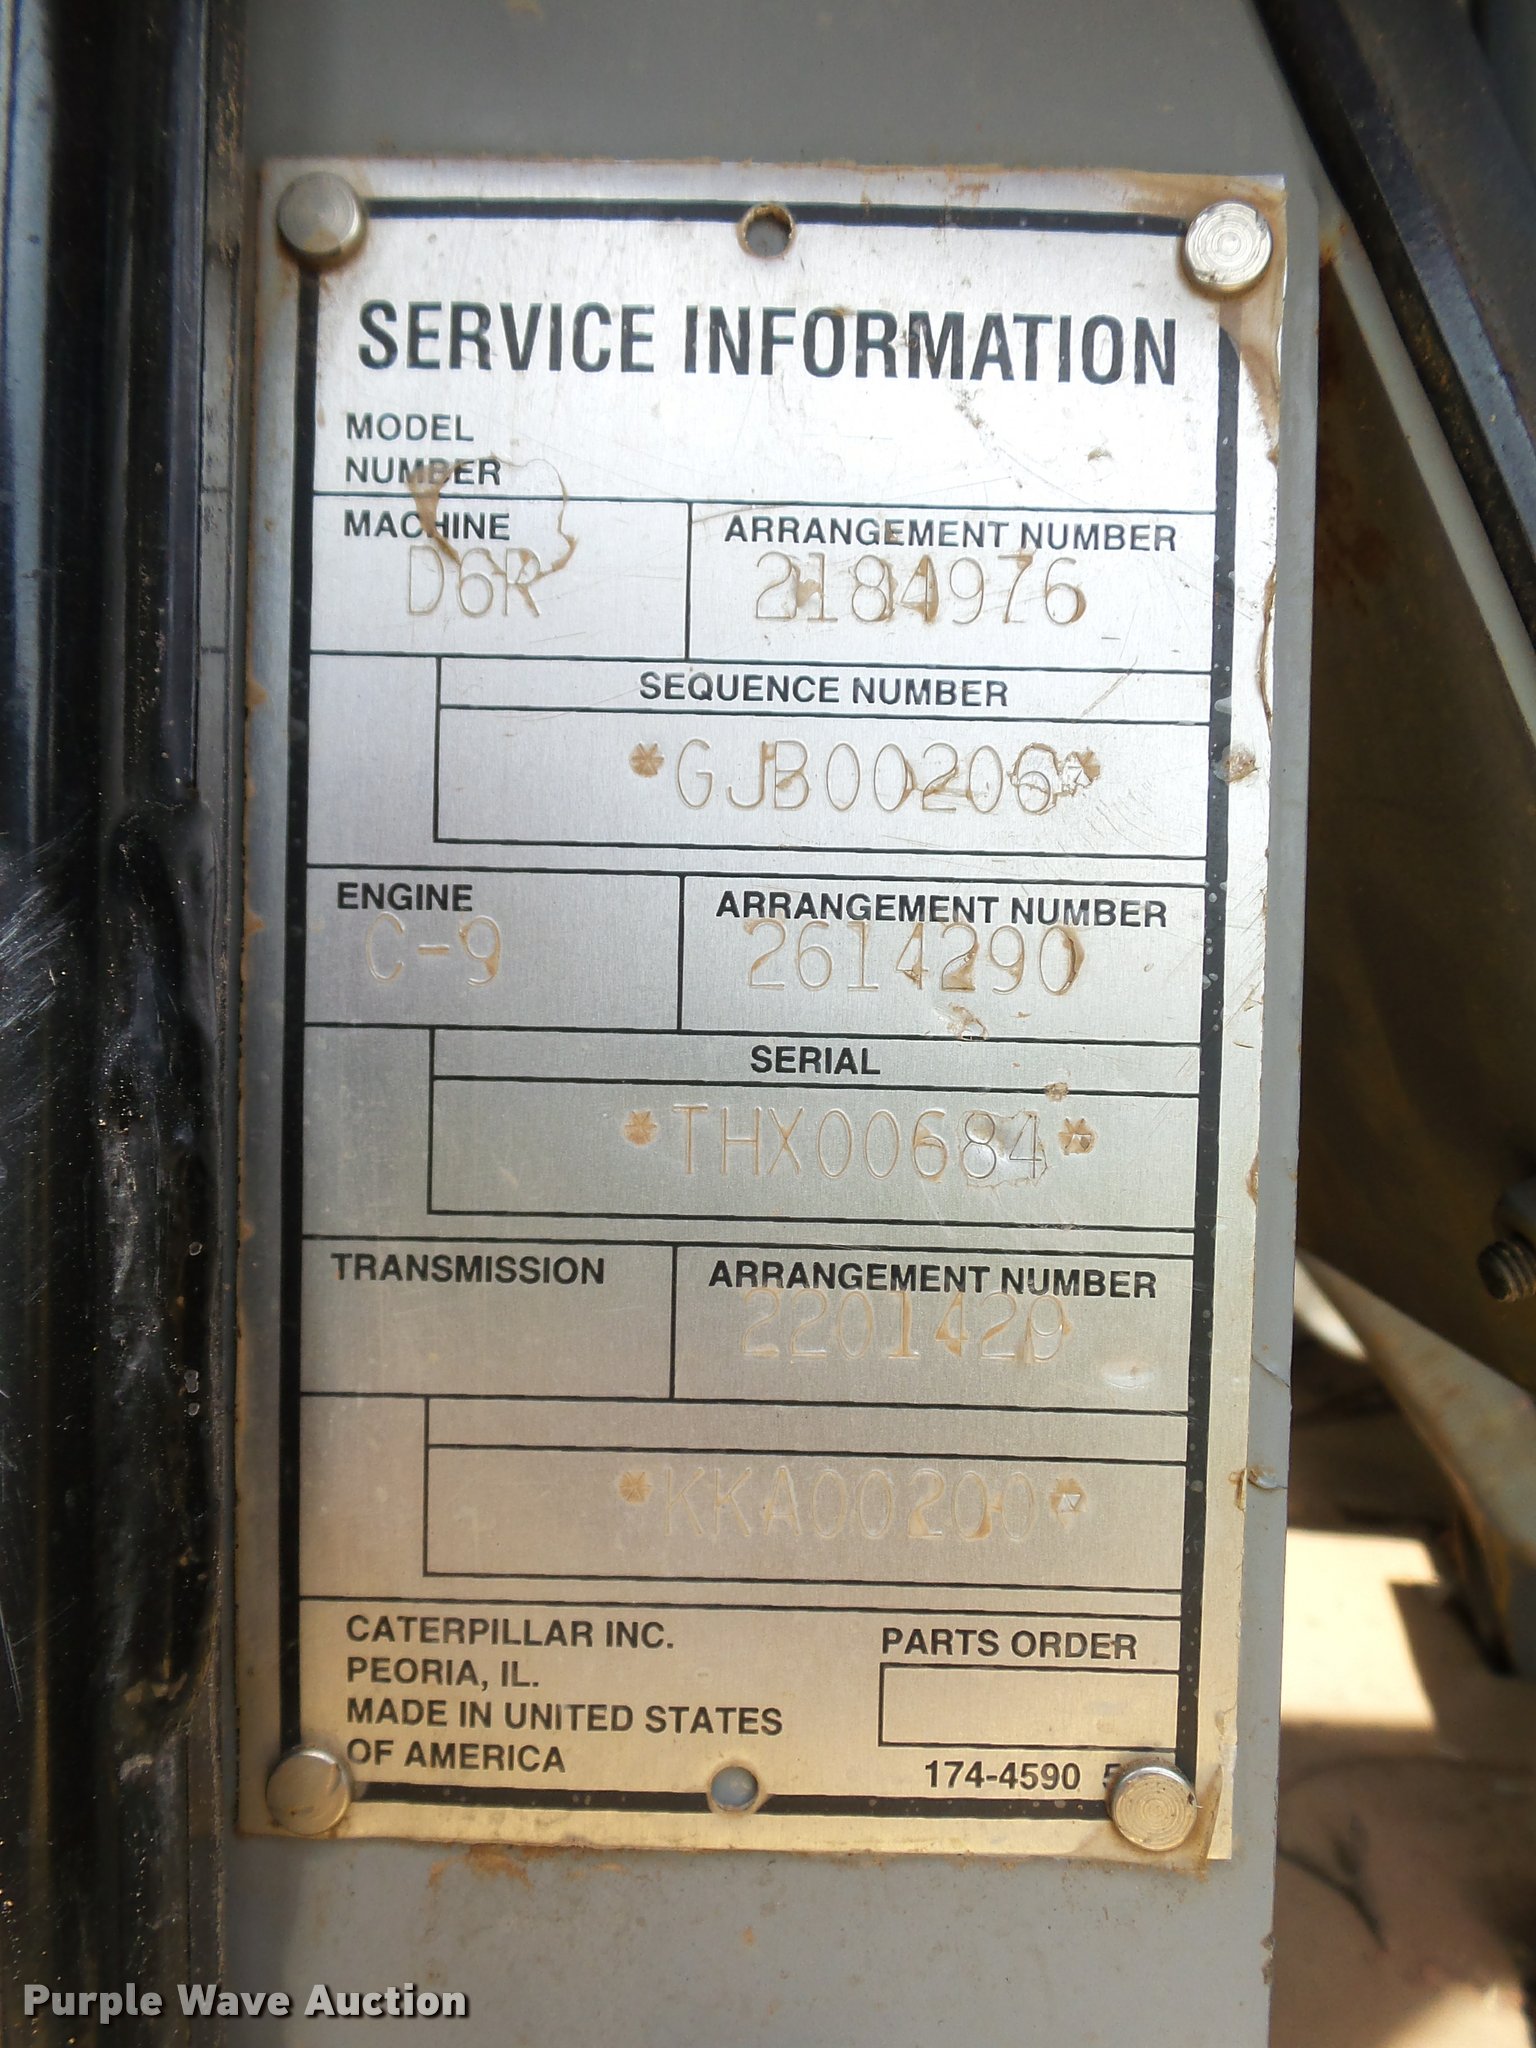 SERVICE INFORMATION
MODEL
NUMBER
MACHINE ARRANGEMENT NUMBER
D6R 2184976
SEQUENCE NUMBER
*GJB00206*
ENGINE ARRANGEMENT NUMBER
C-9 2614290
SERIAL
*THX00684*
TRANSMISSION ARRANGEMENT NUMBER
2201429
*KKA00200*
CATERPILLAR INC. PARTS ORDER
PEORIA, IL.
MADE IN UNITED STATES
OF AMERICA
174-4590 5
Purple Wave Auction